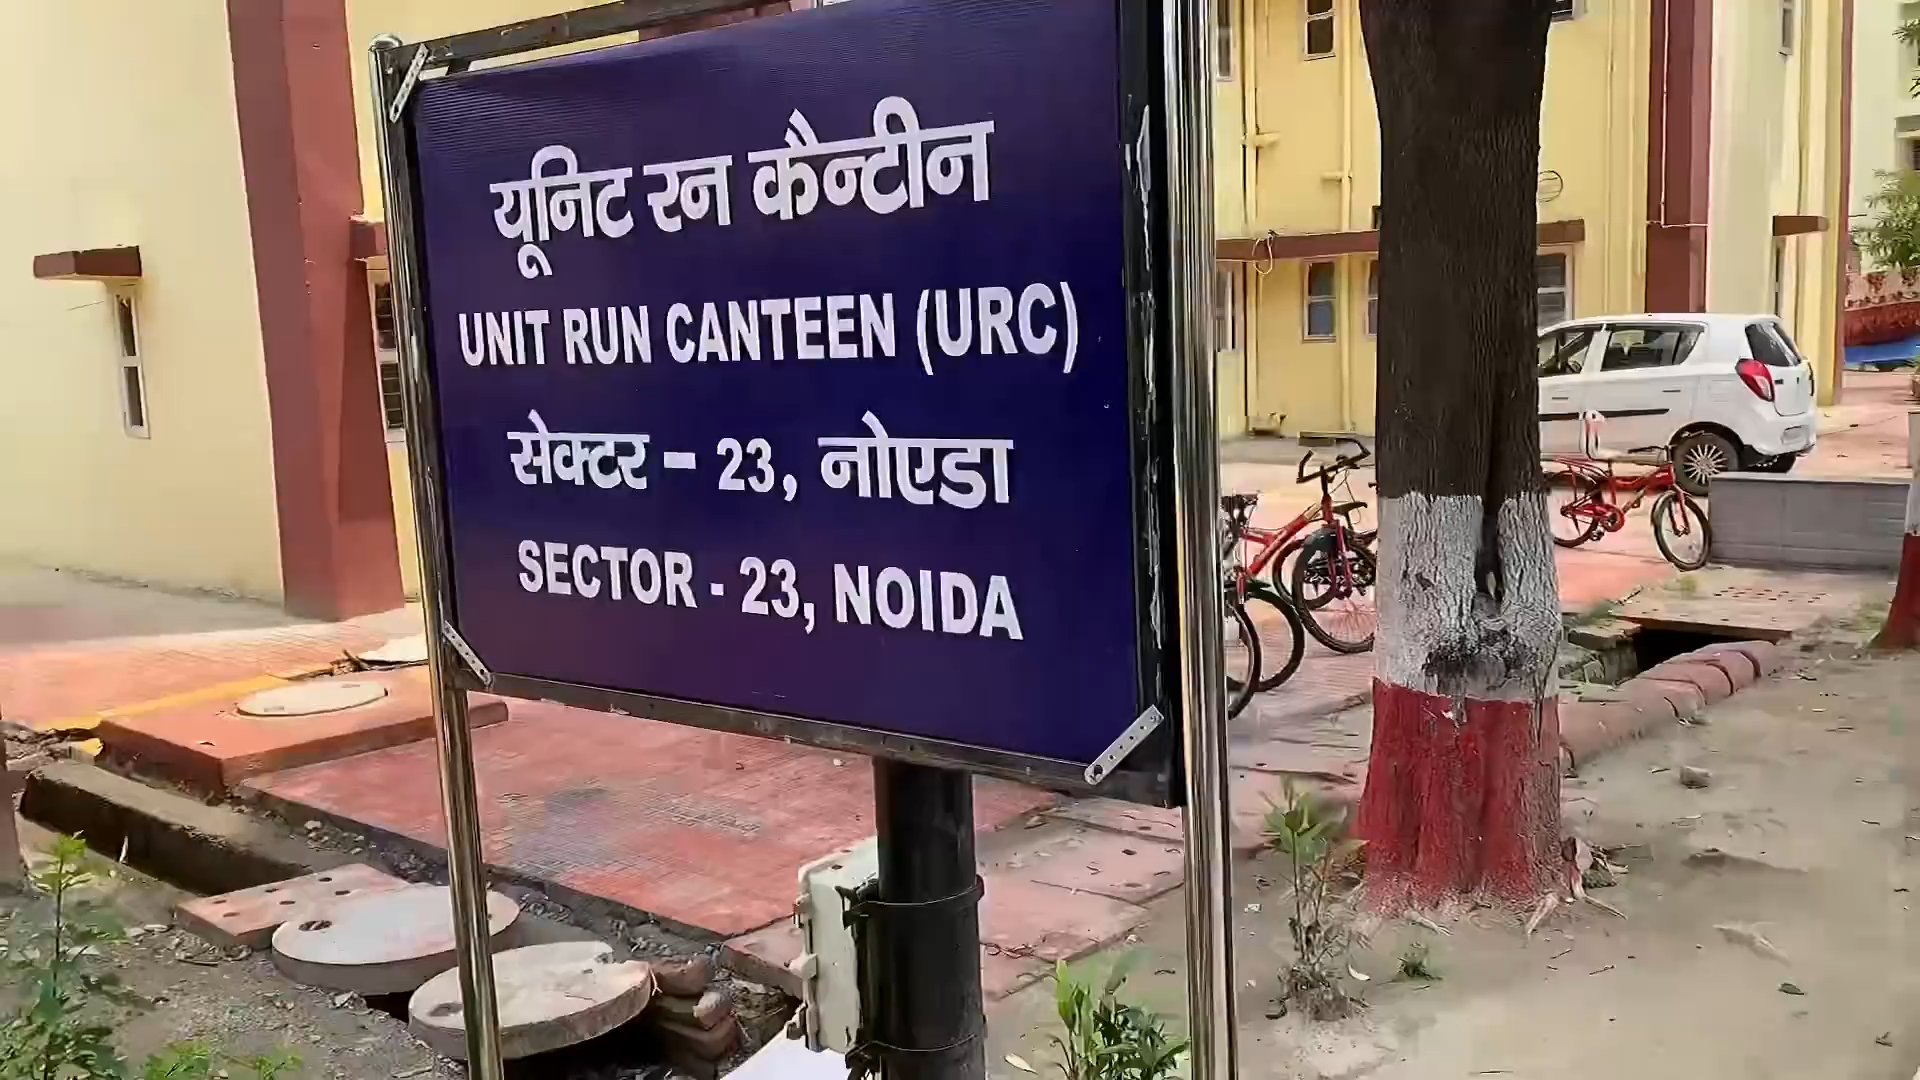 यूनिट रन कैन्टीन
UNIT RUN CANTEEN (URC)
सेक्टर - 23, नोएडा
SECTOR - 23, NOIDA